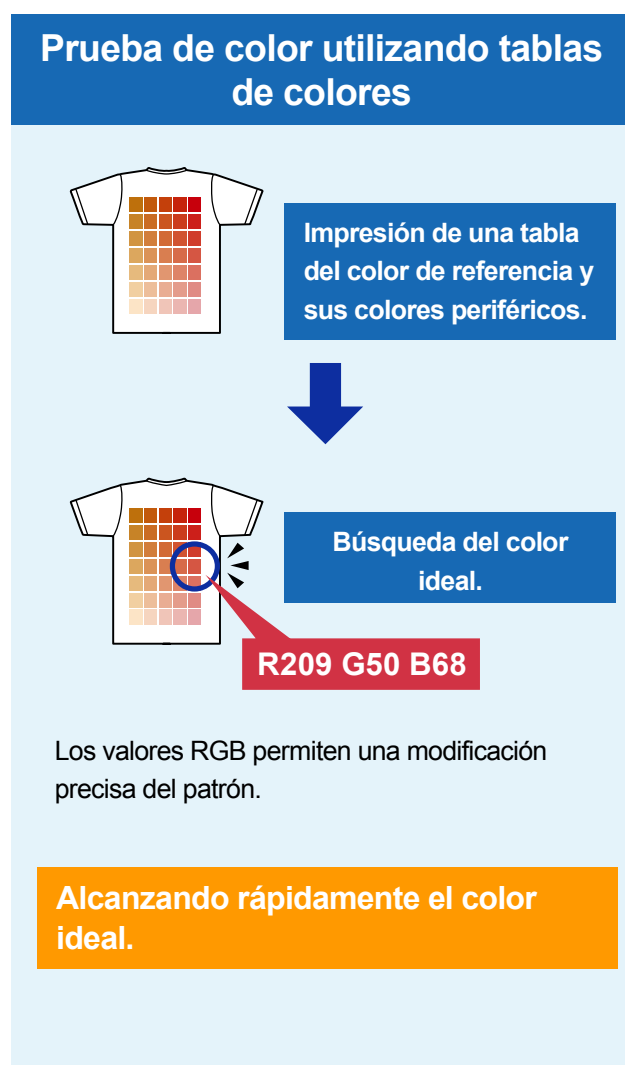 Prueba de color utilizando tablas
de colores
Impresión de una tabla
del color de referencia y
sus colores periféricos.
Búsqueda del color
ideal.
R209 G50 B68
Los valores RGB permiten una modificación
precisa del patrón.
Alcanzando rápidamente el color
ideal.